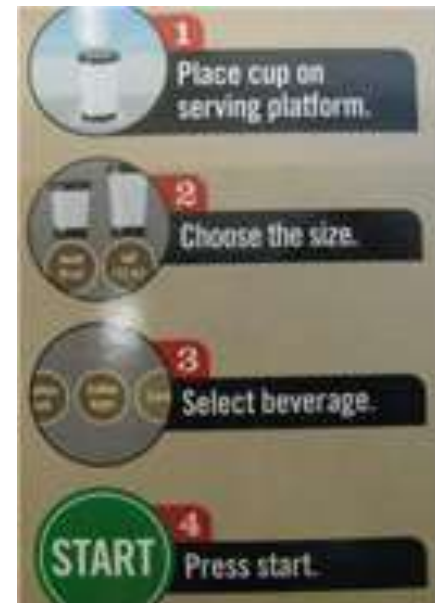 1
Place cup on
serving platform.
2
Choose the size.
3
Select beverage.
4
START
Press start.